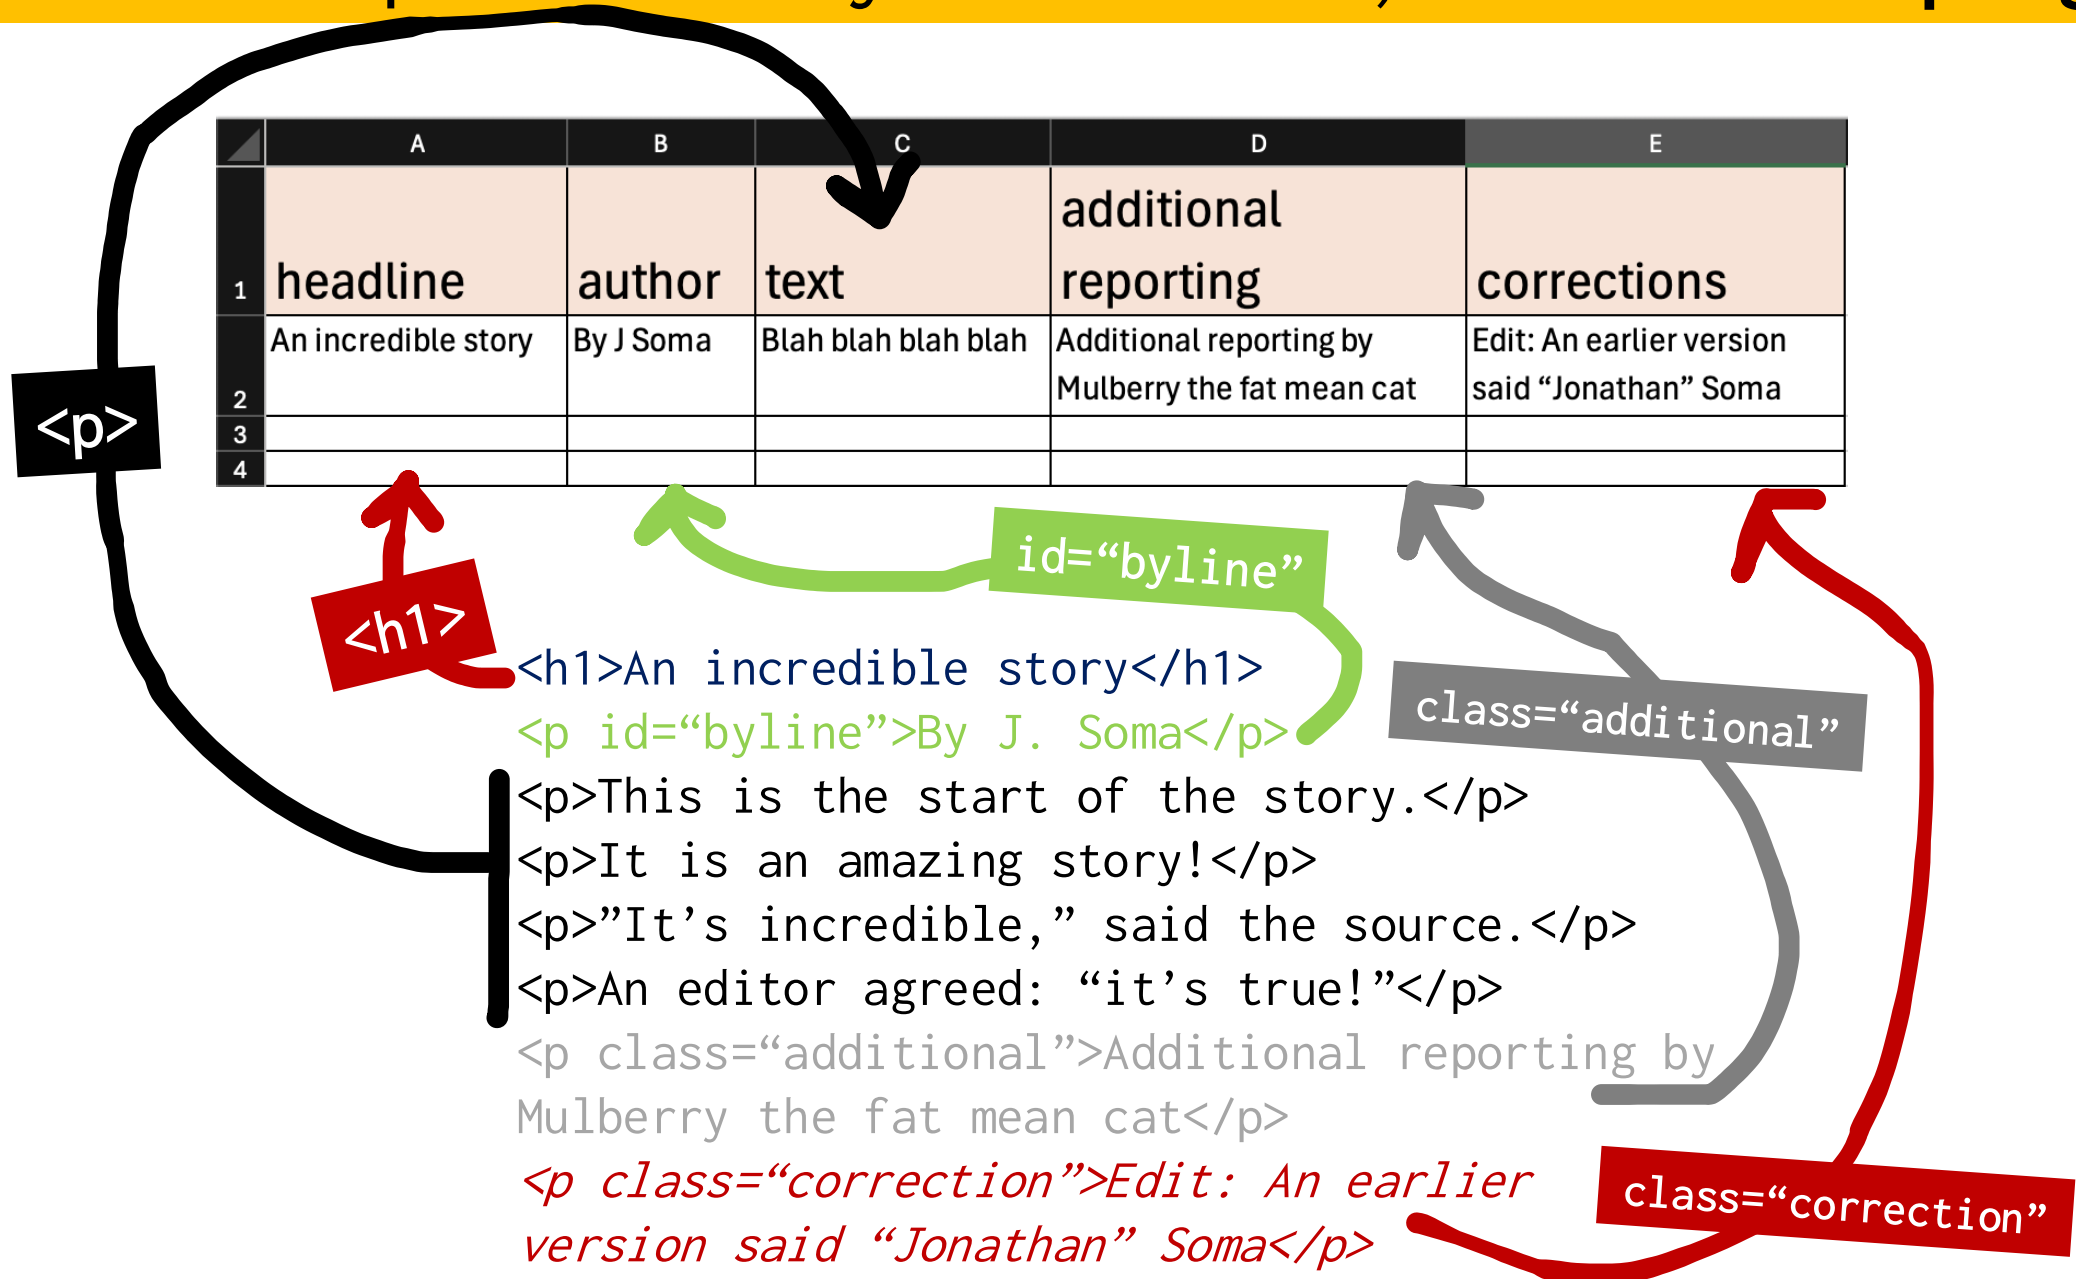 A B C D E
1 headline author text additional reporting corrections
2 An incredible story By J Soma Blah blah blah blah Additional reporting by Mulberry the fat mean cat Edit: An earlier version said “Jonathan” Soma
3
4
<p>
<h1>
id=“byline”
<h1>An incredible story</h1>
<p id=“byline”>By J. Soma</p>
class=“additional”
<p>This is the start of the story.</p>
<p>It is an amazing story!</p>
<p>”It’s incredible,” said the source.</p>
<p>An editor agreed: “it’s true!”</p>
<p class=“additional”>Additional reporting by
Mulberry the fat mean cat</p>
<p class=“correction”>Edit: An earlier
version said “Jonathan” Soma</p>
class=“correction”